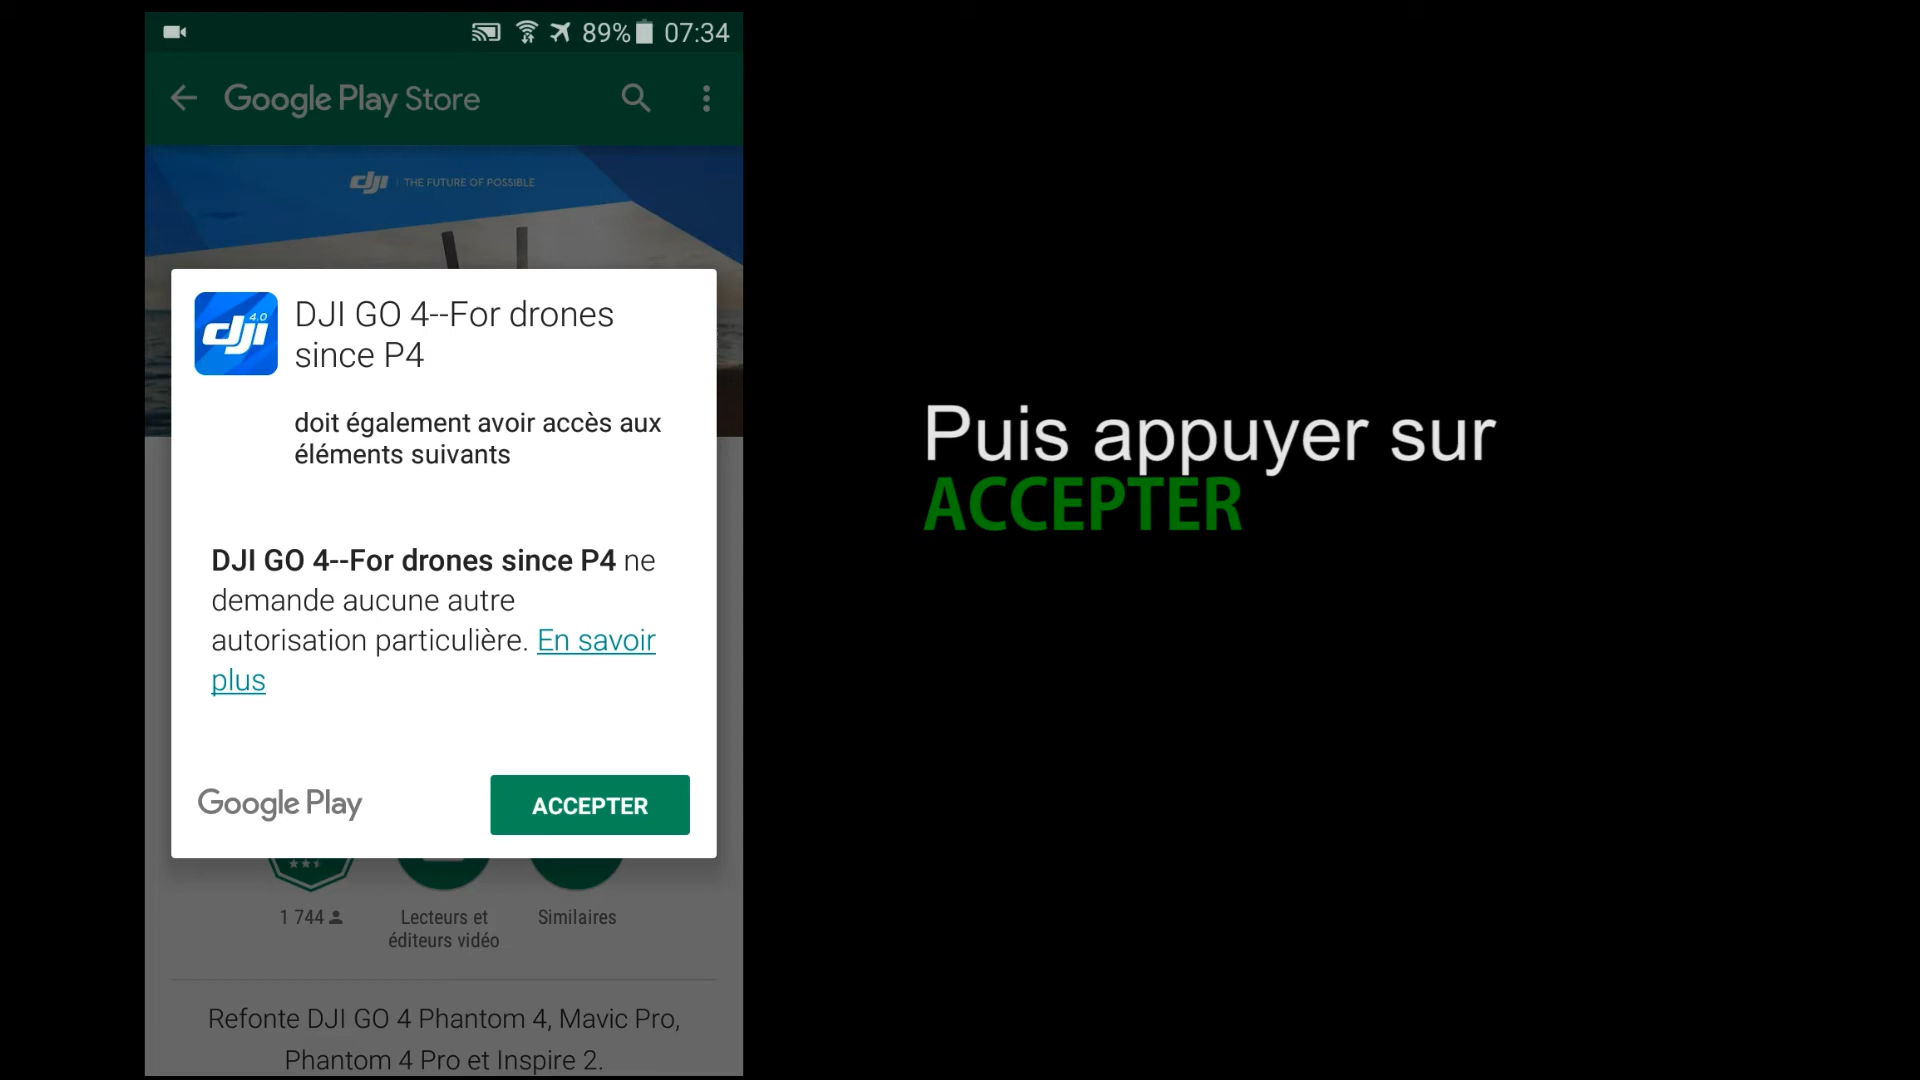 89% 07:34
Google Play Store
dji THE FUTURE OF POSSIBLE
4.0
dji
DJI GO 4--For drones
since P4
doit également avoir accès aux
éléments suivants
DJI GO 4--For drones since P4 ne
demande aucune autre
autorisation particulière. En savoir
plus
Google Play
ACCEPTER
1 744
Lecteurs et
éditeurs vidéo
Similaires
Refonte DJI GO 4 Phantom 4, Mavic Pro,
Phantom 4 Pro et Inspire 2.
Puis appuyer sur
ACCEPTER